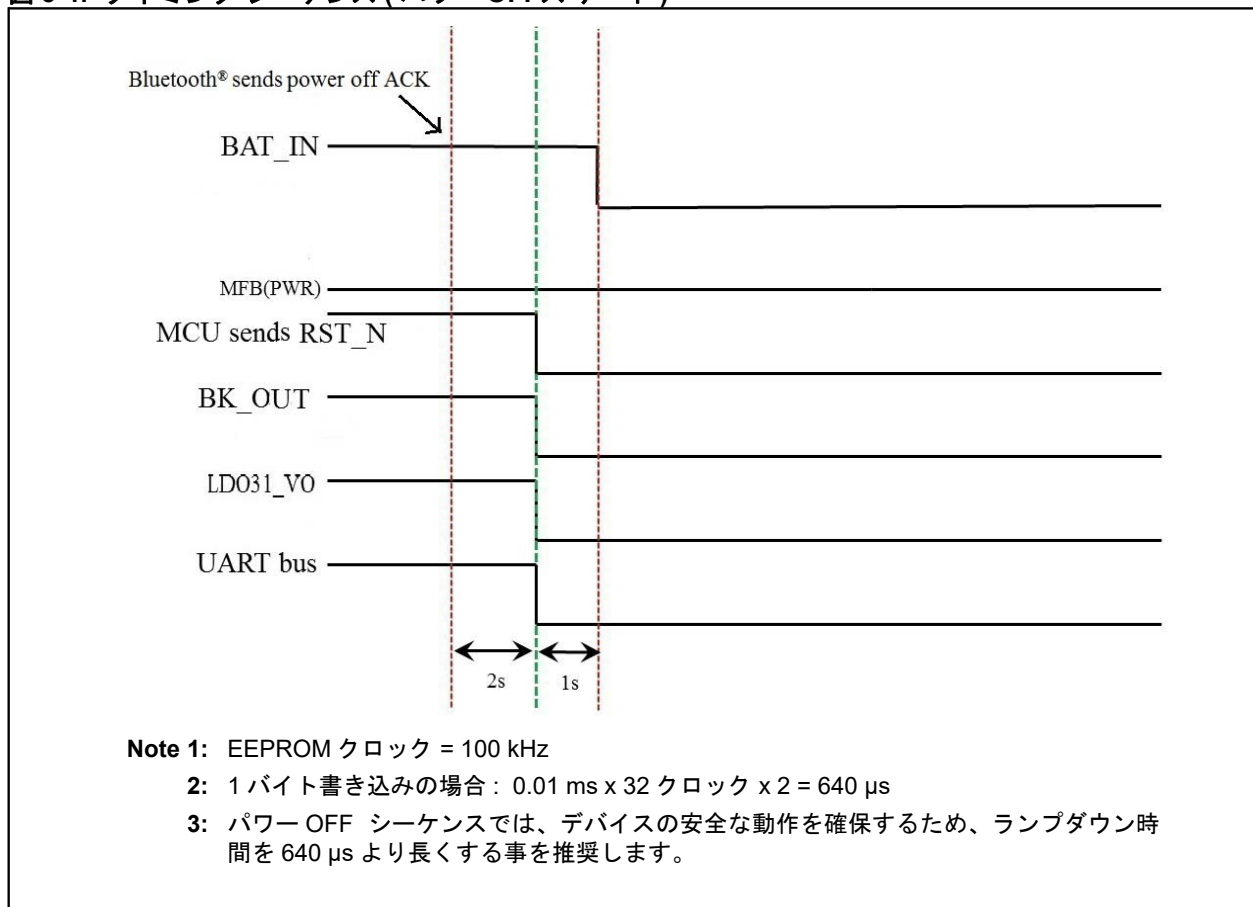 Bluetooth® sends power off ACK
BAT_IN
MFB(PWR)
MCU sends RST_N
BK_OUT
LDO31_VO
UART bus
2s
1s
Note 1: EEPROM クロック = 100 kHz
2: 1 バイト書き込みの場合 : 0.01 ms x 32 クロック x 2 = 640 µs
3: パワー OFF シーケンスでは、デバイスの安全な動作を確保するため、ランプダウン時
間を 640 µs より長くする事を推奨します。